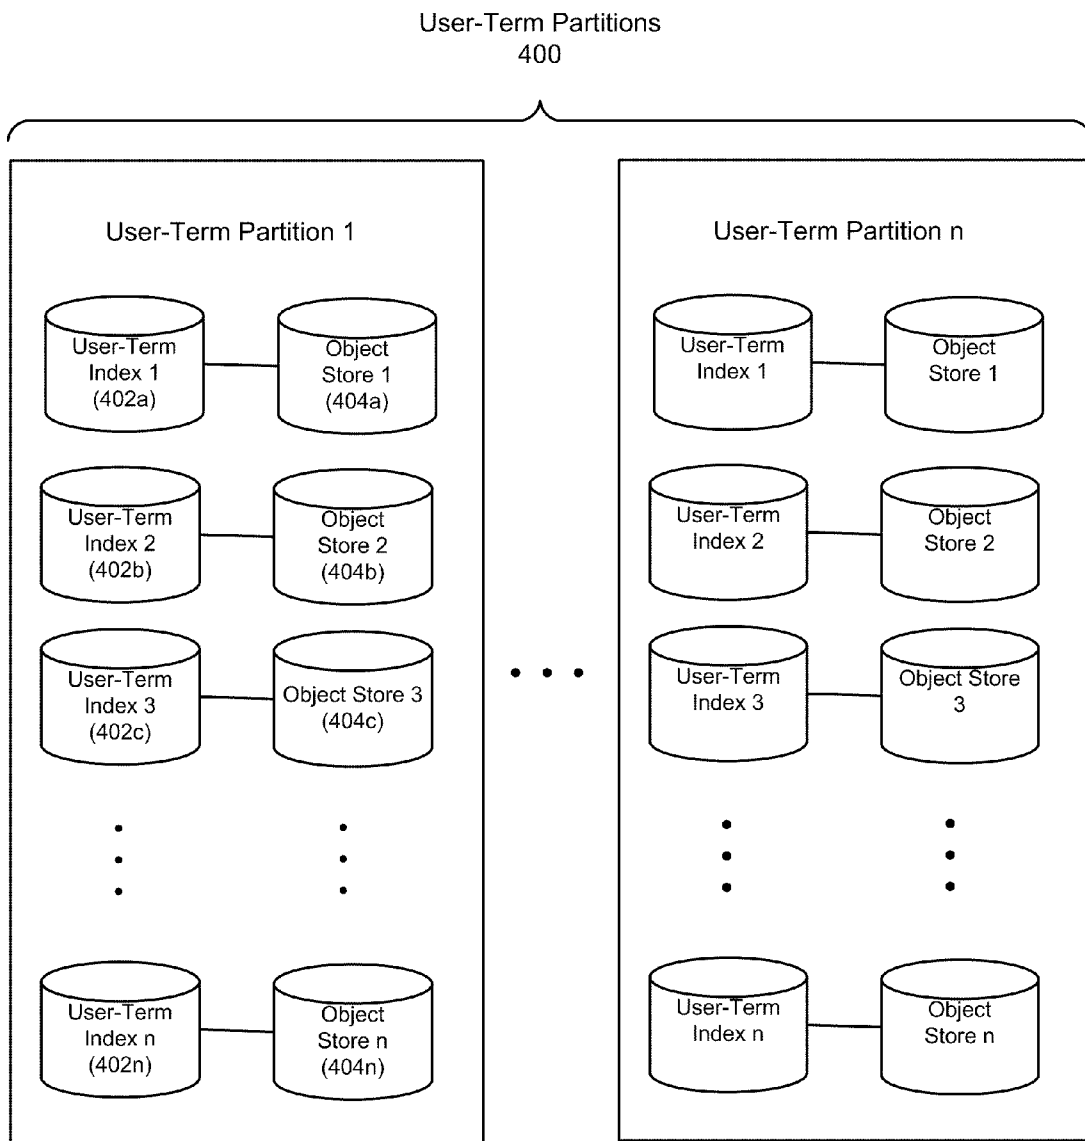 User-Term Partitions
400
User-Term Partition 1
User-Term
Index 1
(402a)
Object
Store 1
(404a)
User-Term
Index 2
(402b)
Object
Store 2
(404b)
User-Term
Index 3
(402c)
Object Store 3
(404c)
User-Term
Index n
(402n)
Object
Store n
(404n)
User-Term Partition n
User-Term
Index 1
Object
Store 1
User-Term
Index 2
Object
Store 2
User-Term
Index 3
Object Store
3
User-Term
Index n
Object
Store n